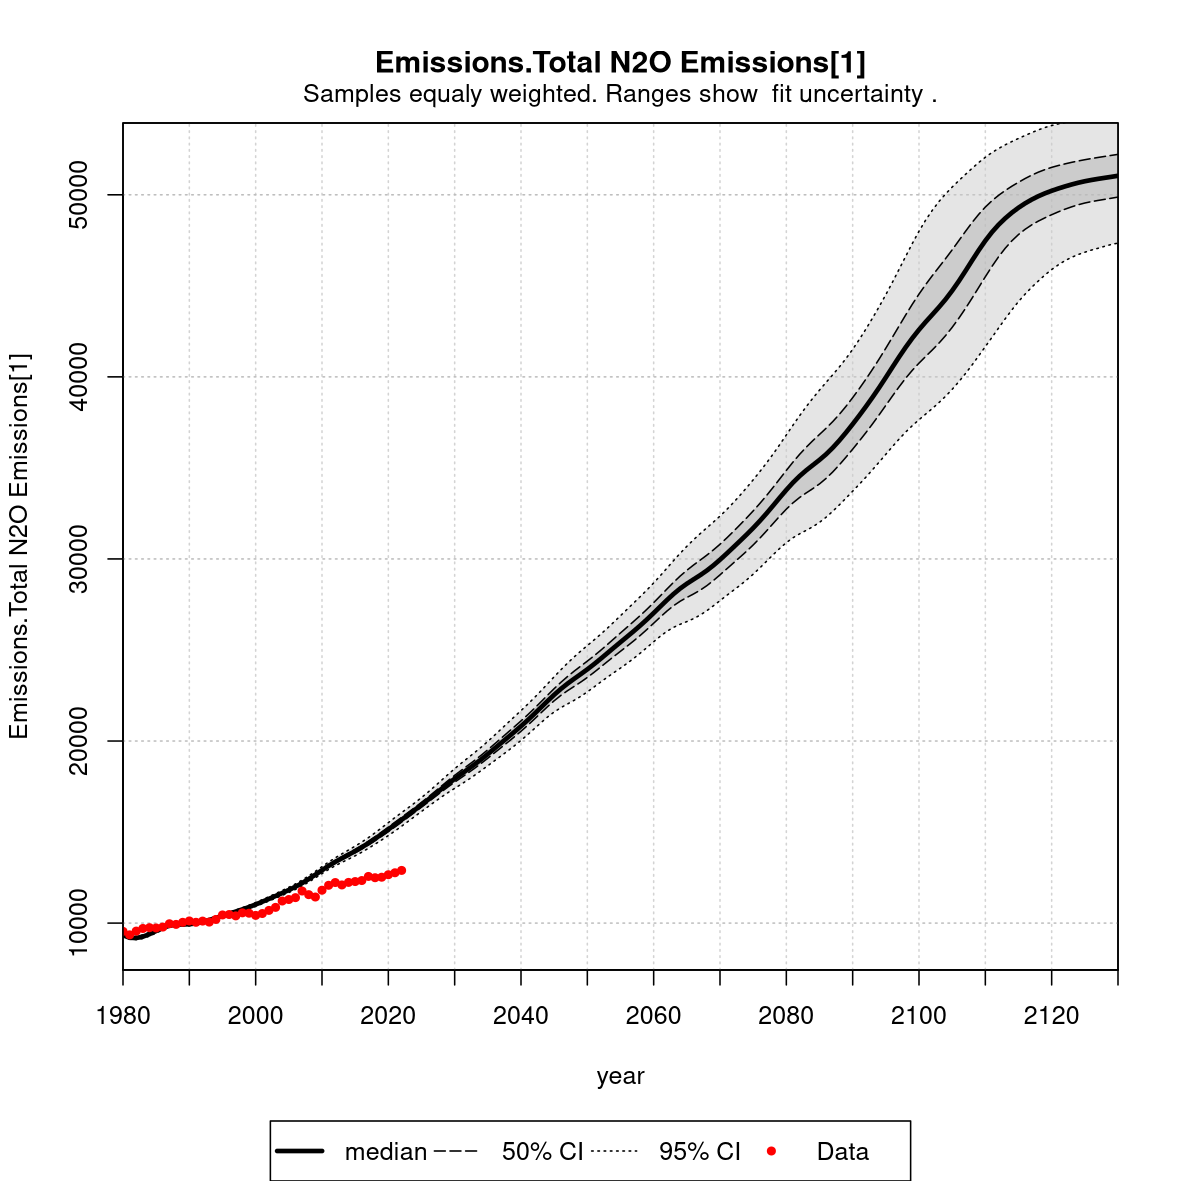 Emissions.Total N2O Emissions[1]
Samples equaly weighted. Ranges show  fit uncertainty .
Emissions.Total N2O Emissions[1]
50000
40000
30000
20000
10000
1980 2000 2020 2040 2060 2080 2100 2120
year
median 50% CI 95% CI Data